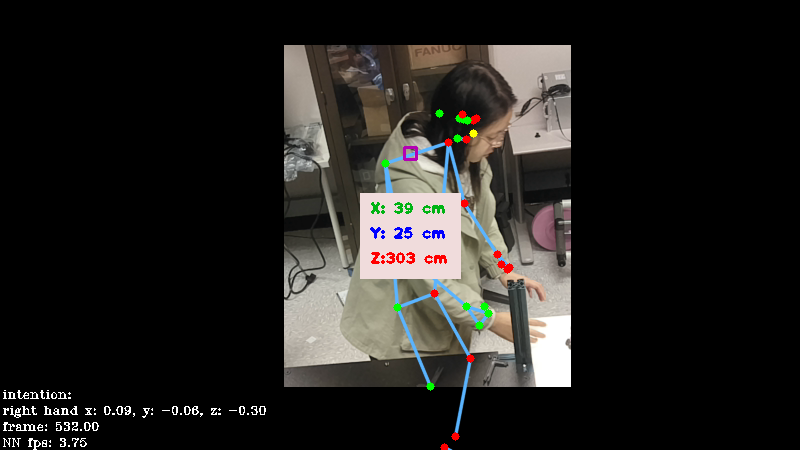 FANUC
X: 39 cm
Y: 25 cm
Z:303 cm
intention:
right hand x: 0.09, y: -0.06, z: -0.30
frame: 532.00
NN fps: 3.75